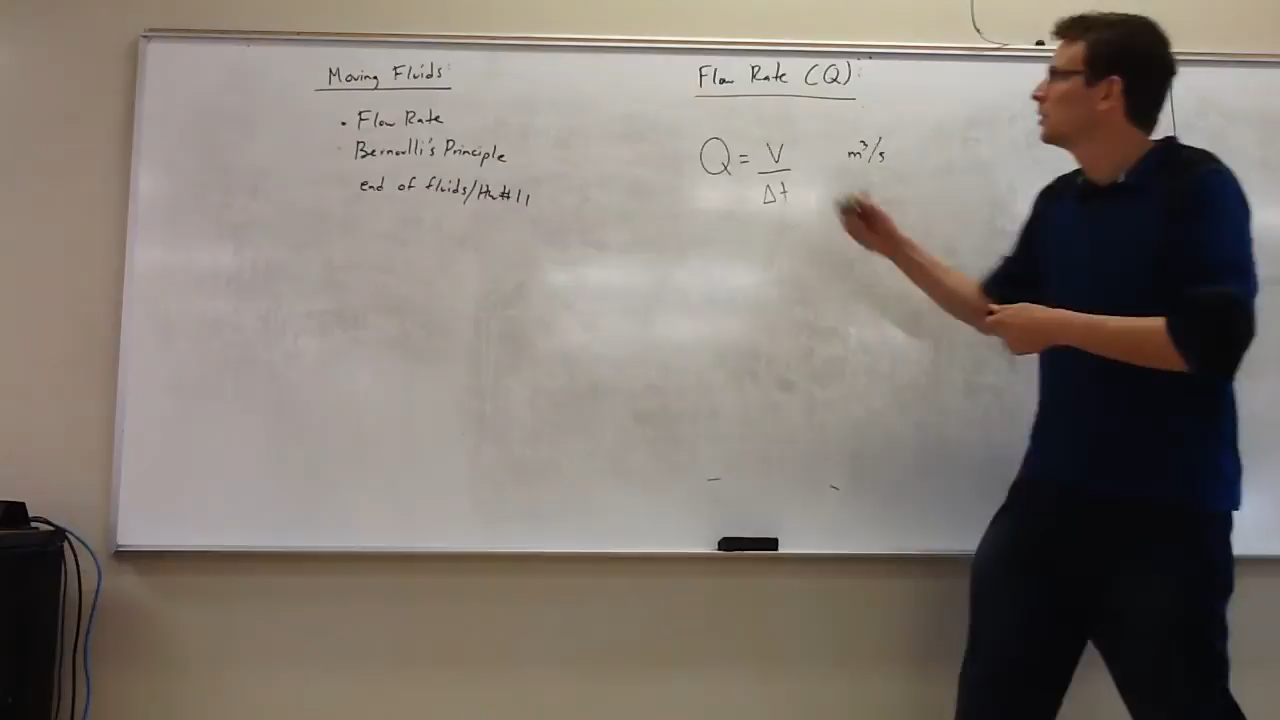 Moving Fluids:
• Flow Rate
Bernoulli's Principle
end of fluids/Hw#11
Flow Rate (Q):
Q = V/Δt m³/s